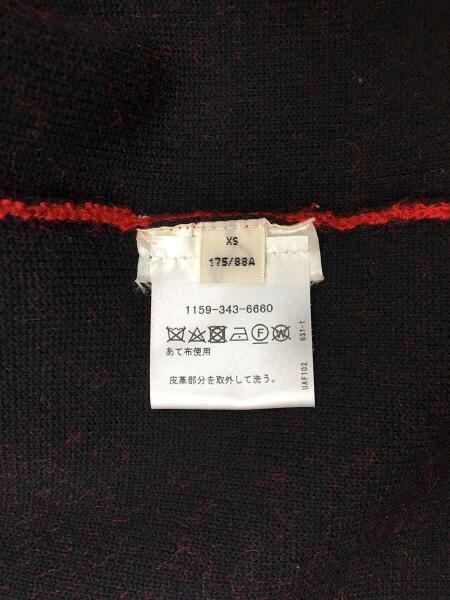 XS
175/88A
1159-343-6660
F
W
あて布使用
皮革部分を取外して洗う。
UAF102 631-1